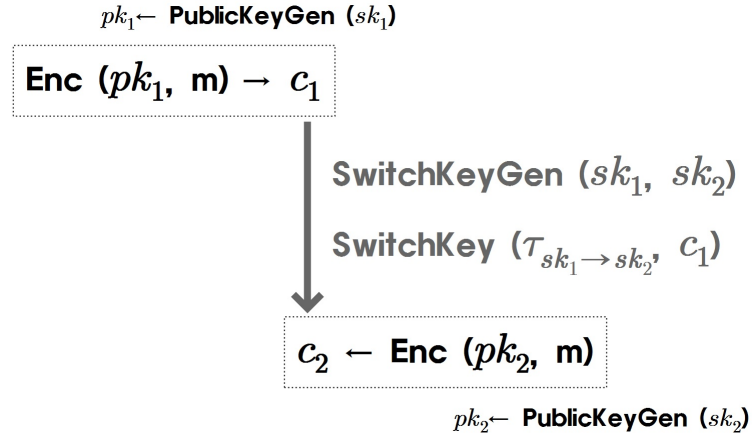 pk₁← PublicKeyGen (sk₁)
Enc (pk₁, m) → c₁
SwitchKeyGen (sk₁, sk₂)
SwitchKey (τ_{sk₁→sk₂}, c₁)
c₂ ← Enc (pk₂, m)
pk₂← PublicKeyGen (sk₂)